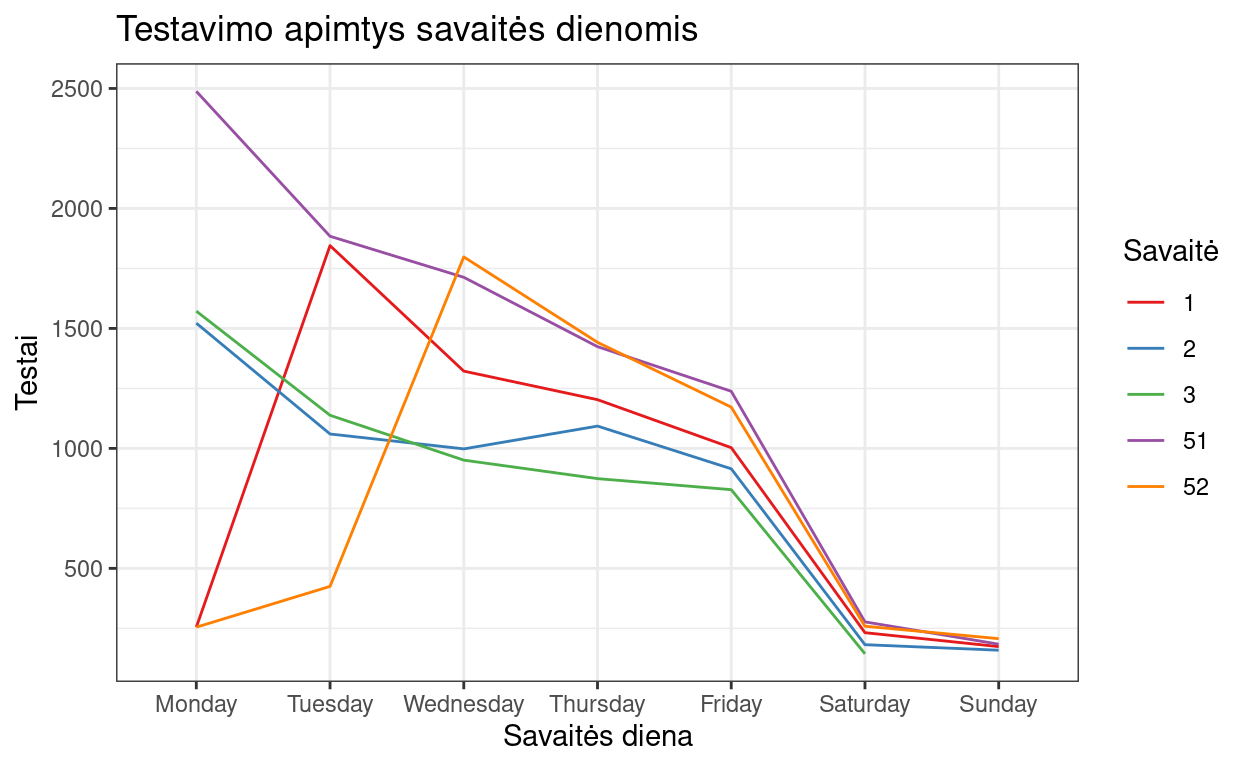 Testavimo apimtys savaitės dienomis
2500
2000
1500
1000
500
Testai
Monday
Tuesday
Wednesday
Thursday
Friday
Saturday
Sunday
Savaitės diena
Savaitė
1
2
3
51
52